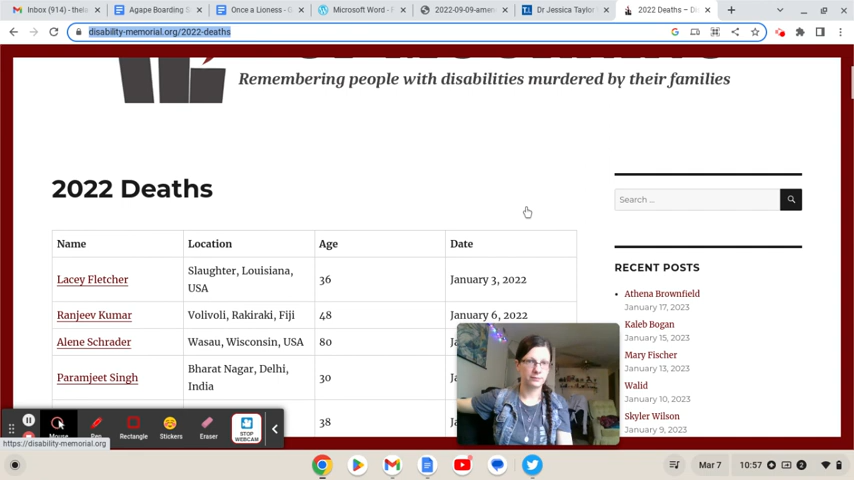 Inbox (914) - thela
Agape Boarding S
Once a Lioness - G
Microsoft Word - F
2022-09-09-amen
Dr Jessica Taylor
2022 Deaths –
disability-memorial.org/2022-deaths
Remembering people with disabilities murdered by their families
2022 Deaths
Search ...
Name Location Age Date
RECENT POSTS
Lacey Fletcher Slaughter, Louisiana, USA 36 January 3, 2022
Athena Brownfield
January 17, 2023
Ranjeev Kumar Volivoli, Rakiraki, Fiji 48 January 6, 2022
Kaleb Bogan
January 15, 2023
Alene Schrader Wasau, Wisconsin, USA 80
Mary Fischer
January 13, 2023
Paramjeet Singh Bharat Nagar, Delhi, India 30
Walid
January 10, 2023
38
Skyler Wilson
January 9, 2023
Mouse
Pen
Rectangle
Stickers
Eraser
STOP WEBCAM
https://disability-memorial.org
Mar 7
10:57
2